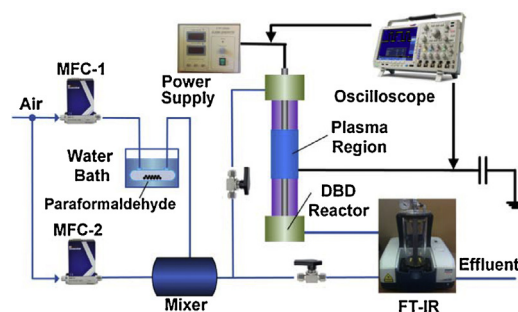 MFC-1
Air
Power
Supply
Oscilloscope
Plasma
Region
Water
Bath
Paraformaldehyde
DBD
Reactor
MFC-2
Mixer
Effluent
FT-IR